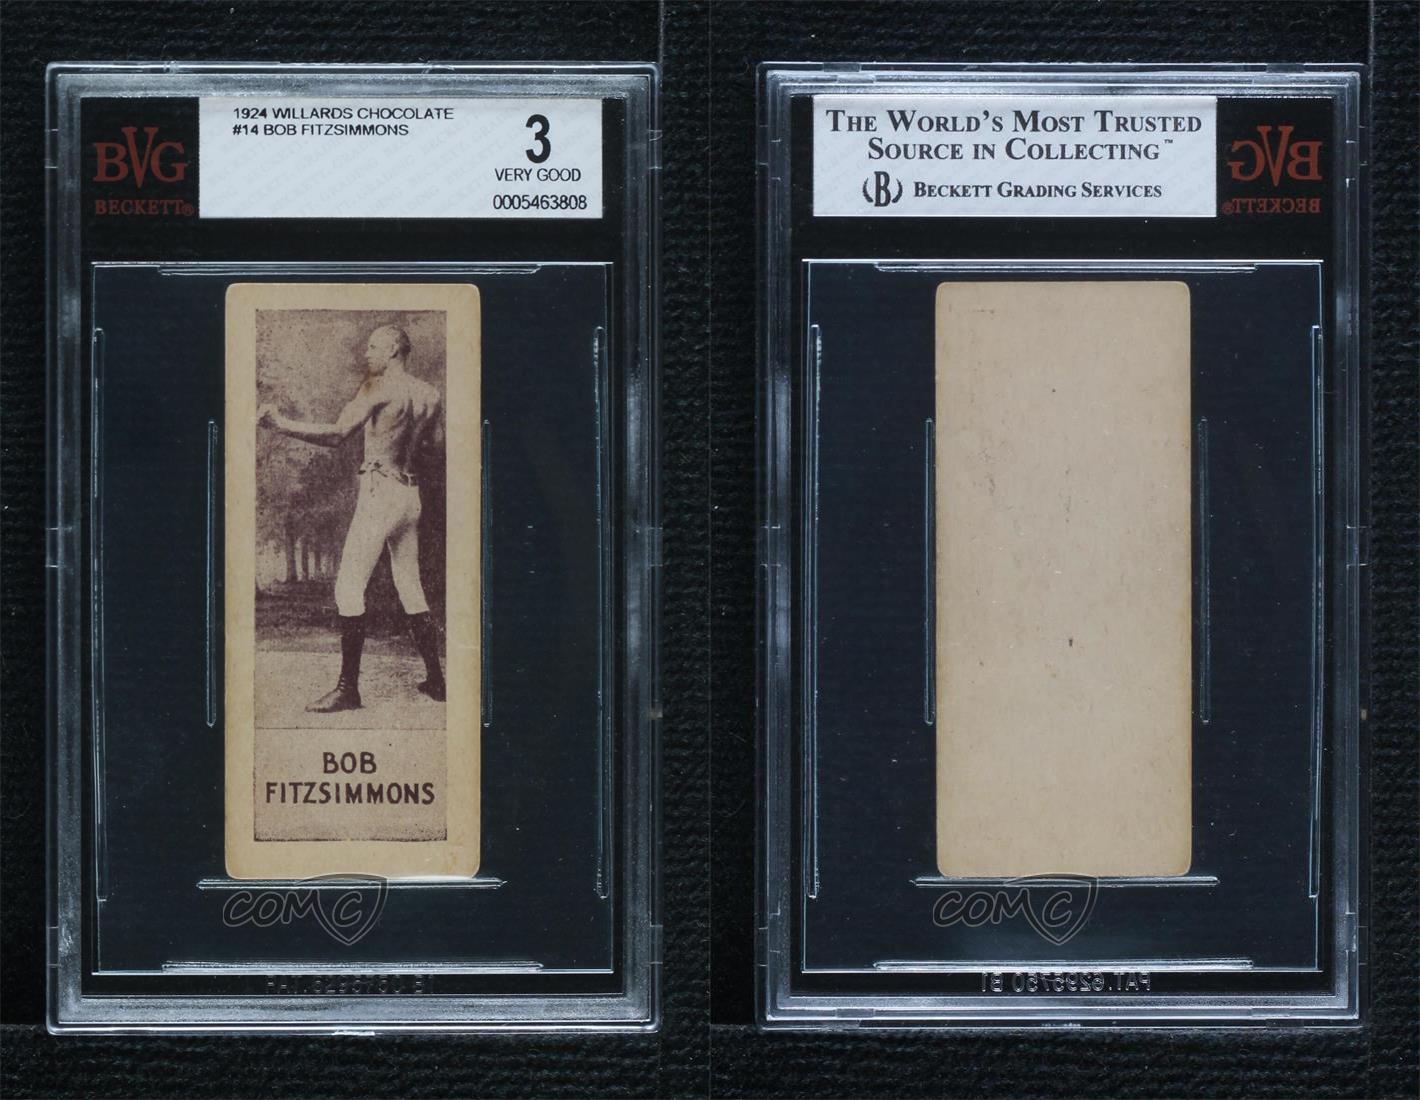 1924 WILLARDS CHOCOLATE
#14 BOB FITZSIMMONS
3
VERY GOOD
0005463808
BVG
BECKETT®
BOB
FITZSIMMONS
COMC
THE WORLD'S MOST TRUSTED
SOURCE IN COLLECTING™
(B) BECKETT GRADING SERVICES
BVG
BECKETT®
COMC